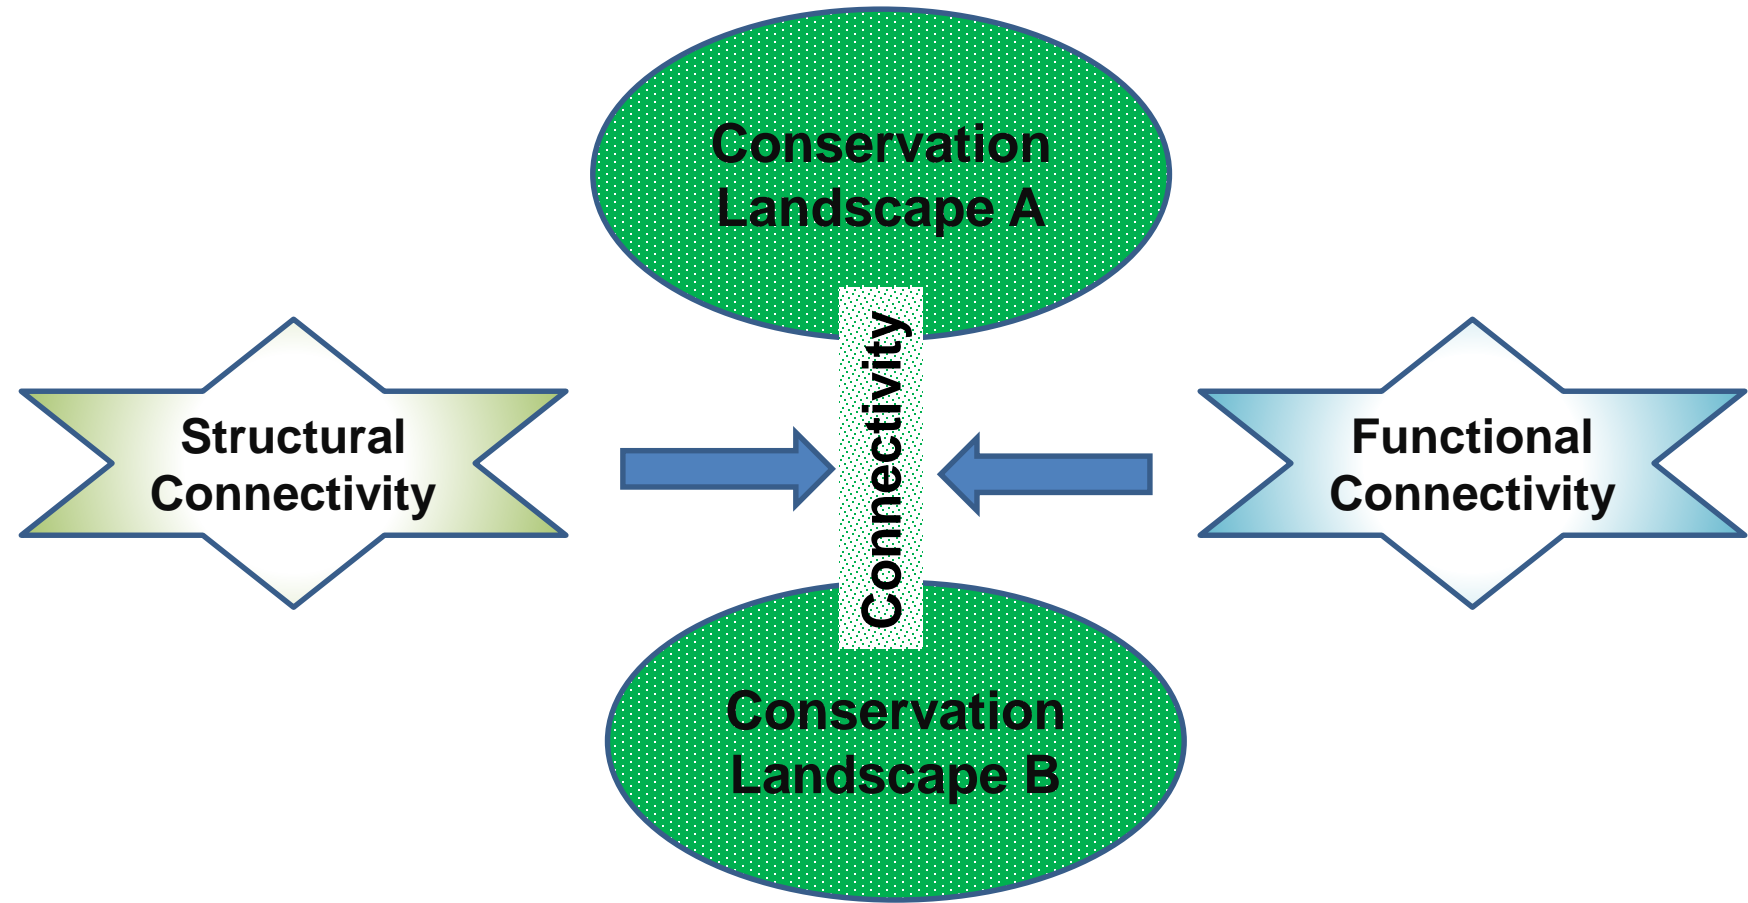 Conservation
Landscape A
Connectivity
Structural
Connectivity
Functional
Connectivity
Conservation
Landscape B